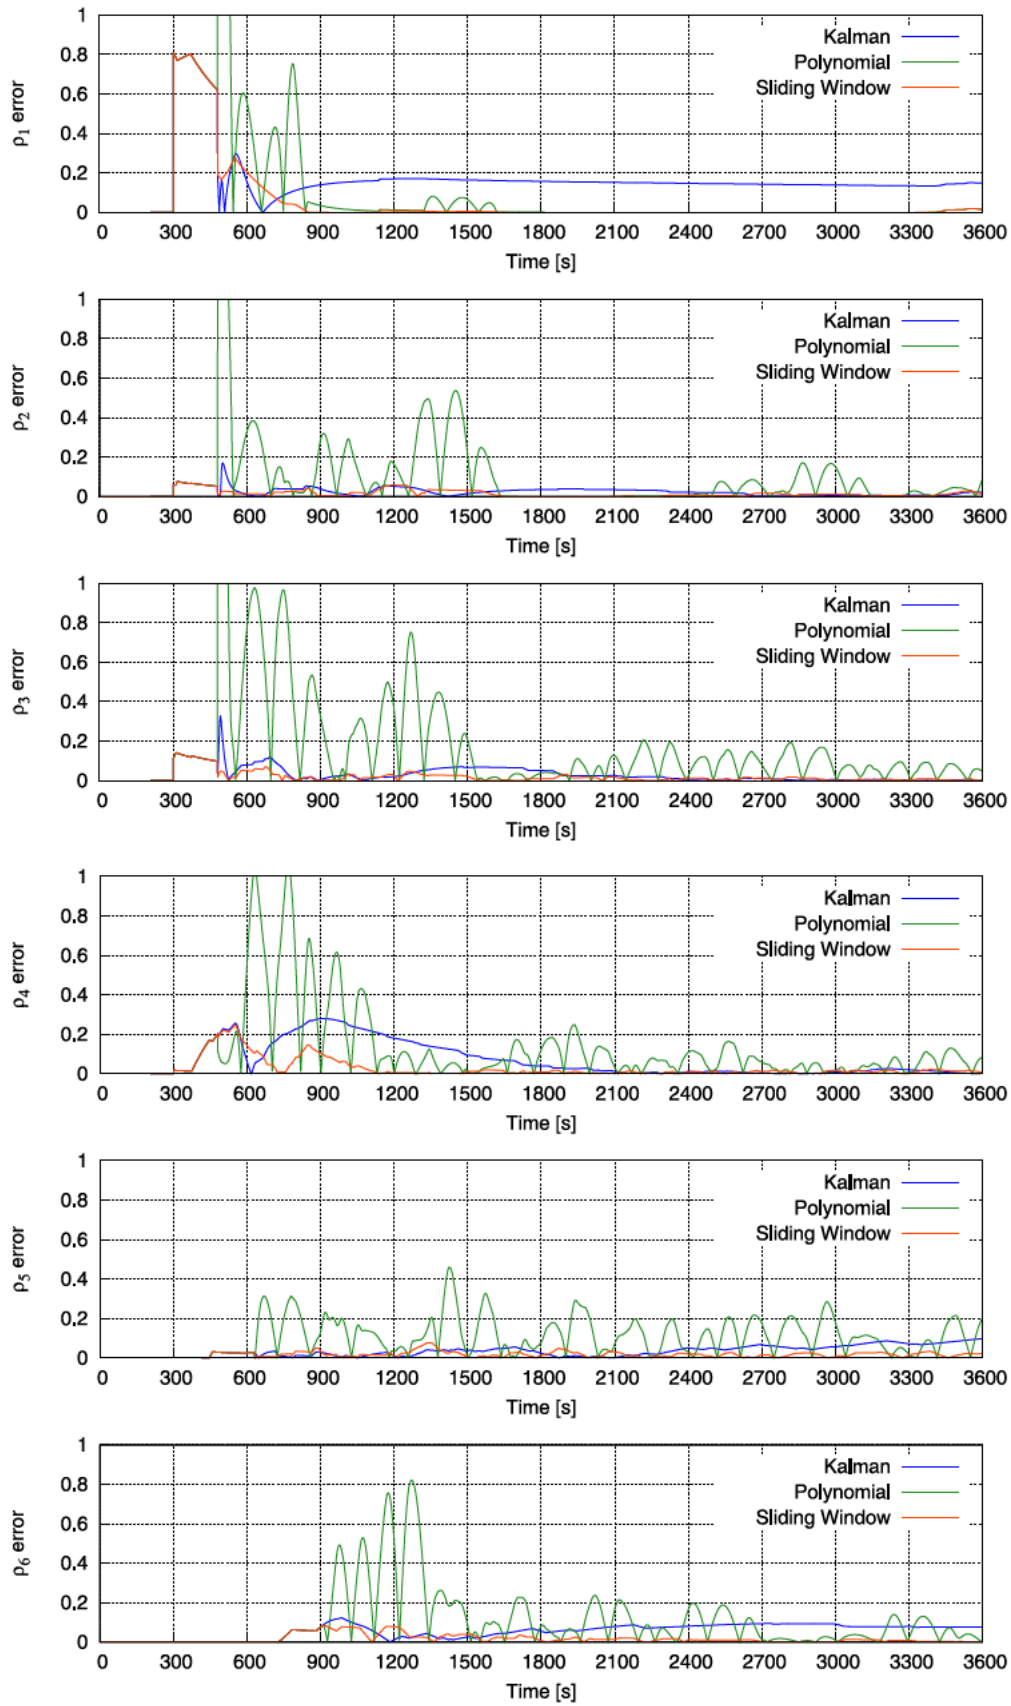 1
Kalman
0.8
Polynomial
Sliding Window
0.6
ρ1 error
0.4
0.2
0
0 300 600 900 1200 1500 1800 2100 2400 2700 3000 3300 3600
Time [s]
1
Kalman
0.8
Polynomial
Sliding Window
0.6
ρ2 error
0.4
0.2
0
0 300 600 900 1200 1500 1800 2100 2400 2700 3000 3300 3600
Time [s]
1
Kalman
0.8
Polynomial
Sliding Window
0.6
ρ3 error
0.4
0.2
0
0 300 600 900 1200 1500 1800 2100 2400 2700 3000 3300 3600
Time [s]
1
Kalman
0.8
Polynomial
Sliding Window
0.6
ρ4 error
0.4
0.2
0
0 300 600 900 1200 1500 1800 2100 2400 2700 3000 3300 3600
Time [s]
1
Kalman
0.8
Polynomial
Sliding Window
0.6
ρ5 error
0.4
0.2
0
0 300 600 900 1200 1500 1800 2100 2400 2700 3000 3300 3600
Time [s]
1
Kalman
0.8
Polynomial
Sliding Window
0.6
ρ6 error
0.4
0.2
0
0 300 600 900 1200 1500 1800 2100 2400 2700 3000 3300 3600
Time [s]